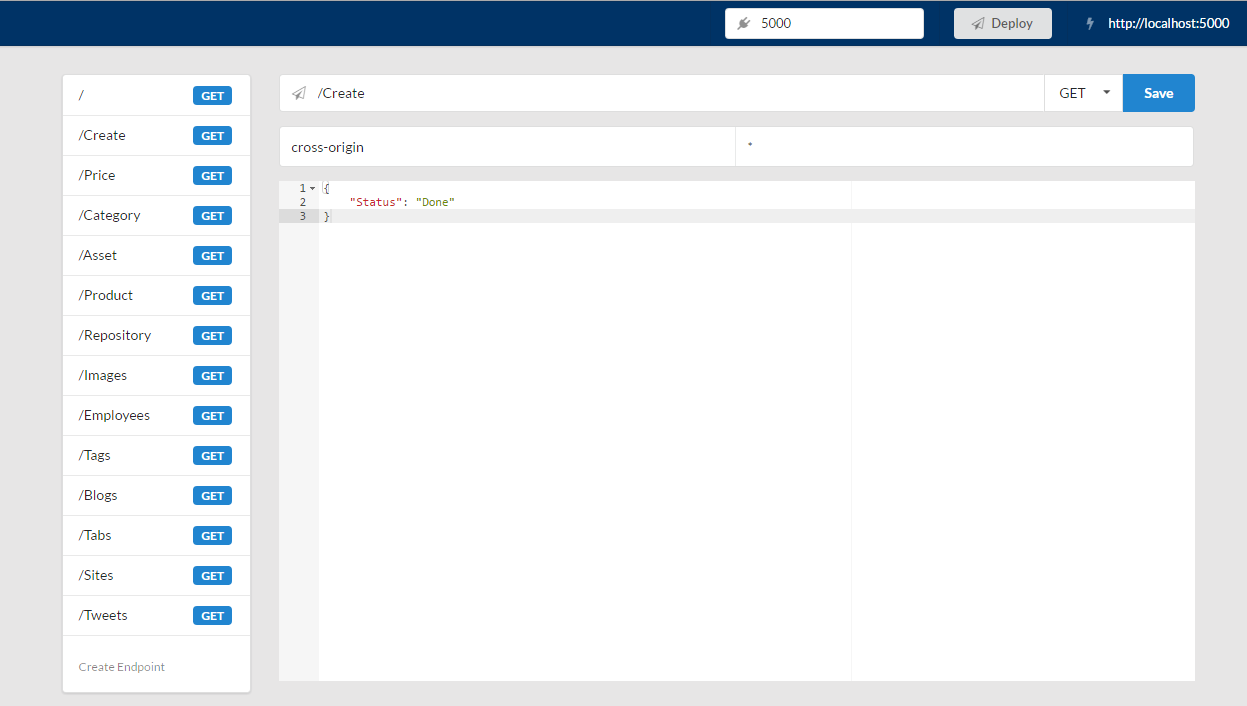 5000 Deploy http://localhost:5000
/ GET
/Create GET
/Price GET
/Category GET
/Asset GET
/Product GET
/Repository GET
/Images GET
/Employees GET
/Tags GET
/Blogs GET
/Tabs GET
/Sites GET
/Tweets GET
Create Endpoint
/Create GET Save
cross-origin *
1 {
2 "Status": "Done"
3 }